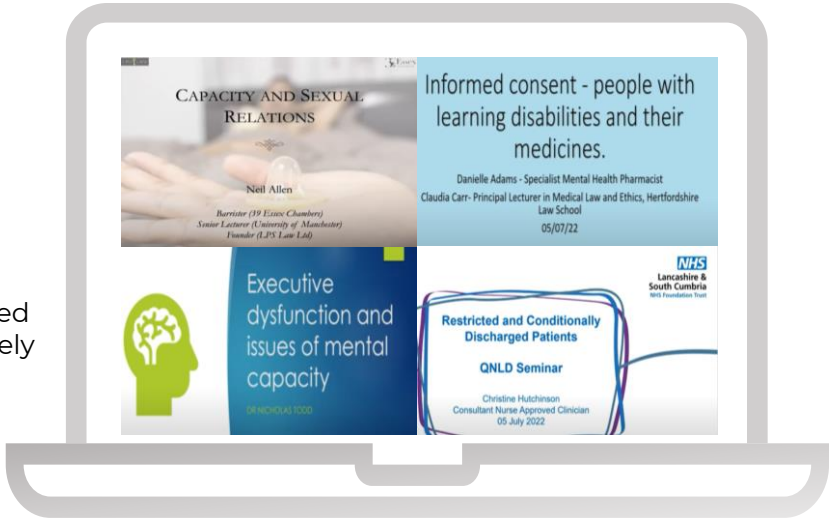 CAPACITY AND SEXUAL
RELATIONS
Neil Allen
Barrister (39 Essex Chambers)
Senior Lecturer (University of Manchester)
Founder (LPS Law Ltd)
Informed consent - people with
learning disabilities and their
medicines.
Danielle Adams - Specialist Mental Health Pharmacist
Claudia Carr- Principal Lecturer in Medical Law and Ethics, Hertfordshire
Law School
05/07/22
ed
ely
Executive
dysfunction and
issues of mental
capacity
DR NICHOLAS TODD
NHS
Lancashire &
South Cumbria
NHS Foundation Trust
Restricted and Conditionally
Discharged Patients
QNLD Seminar
Christine Hutchinson
Consultant Nurse Approved Clinician
05 July 2022